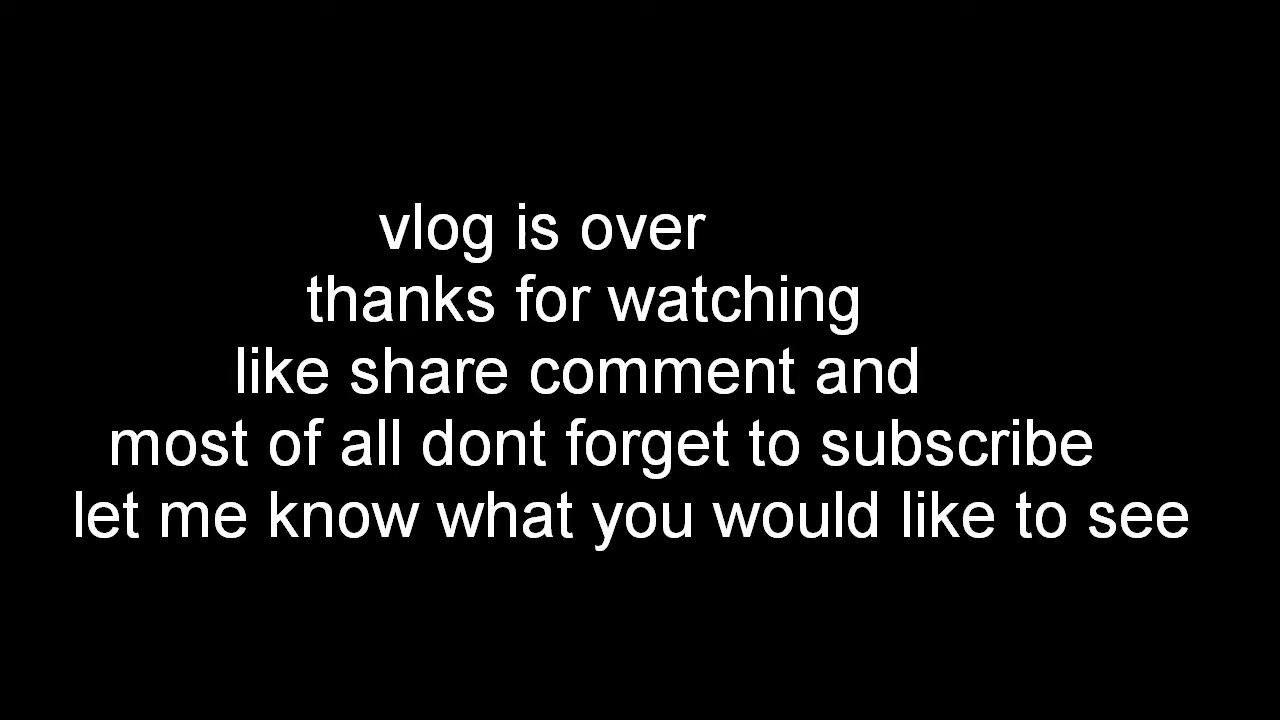 vlog is over
thanks for watching
like share comment and
most of all dont forget to subscribe
let me know what you would like to see